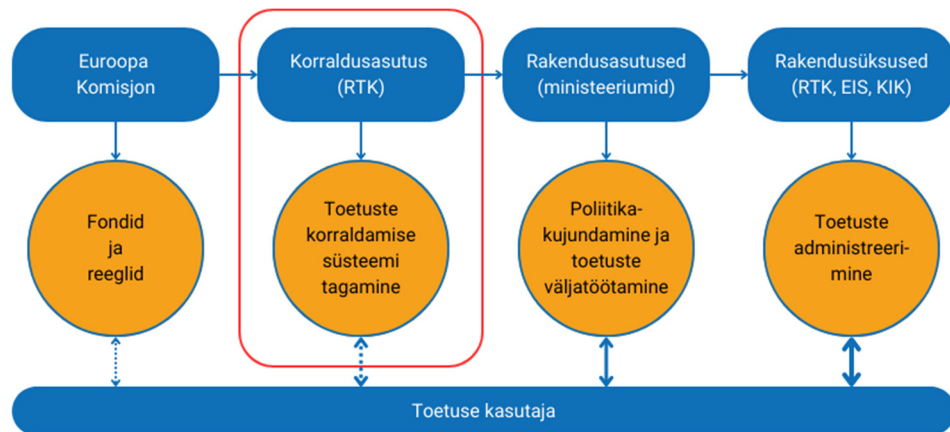 Euroopa
Komisjon
Korraldusasutus
(RTK)
Rakendusasutused
(ministeeriumid)
Rakendusüksused
(RTK, EIS, KIK)
Fondid
ja
reeglid
Toetuste
korraldamise
süsteemi
tagamine
Poliitika-
kujundamine ja
toetuste
väljatöötamine
Toetuste
administreeri-
mine
Toetuse kasutaja